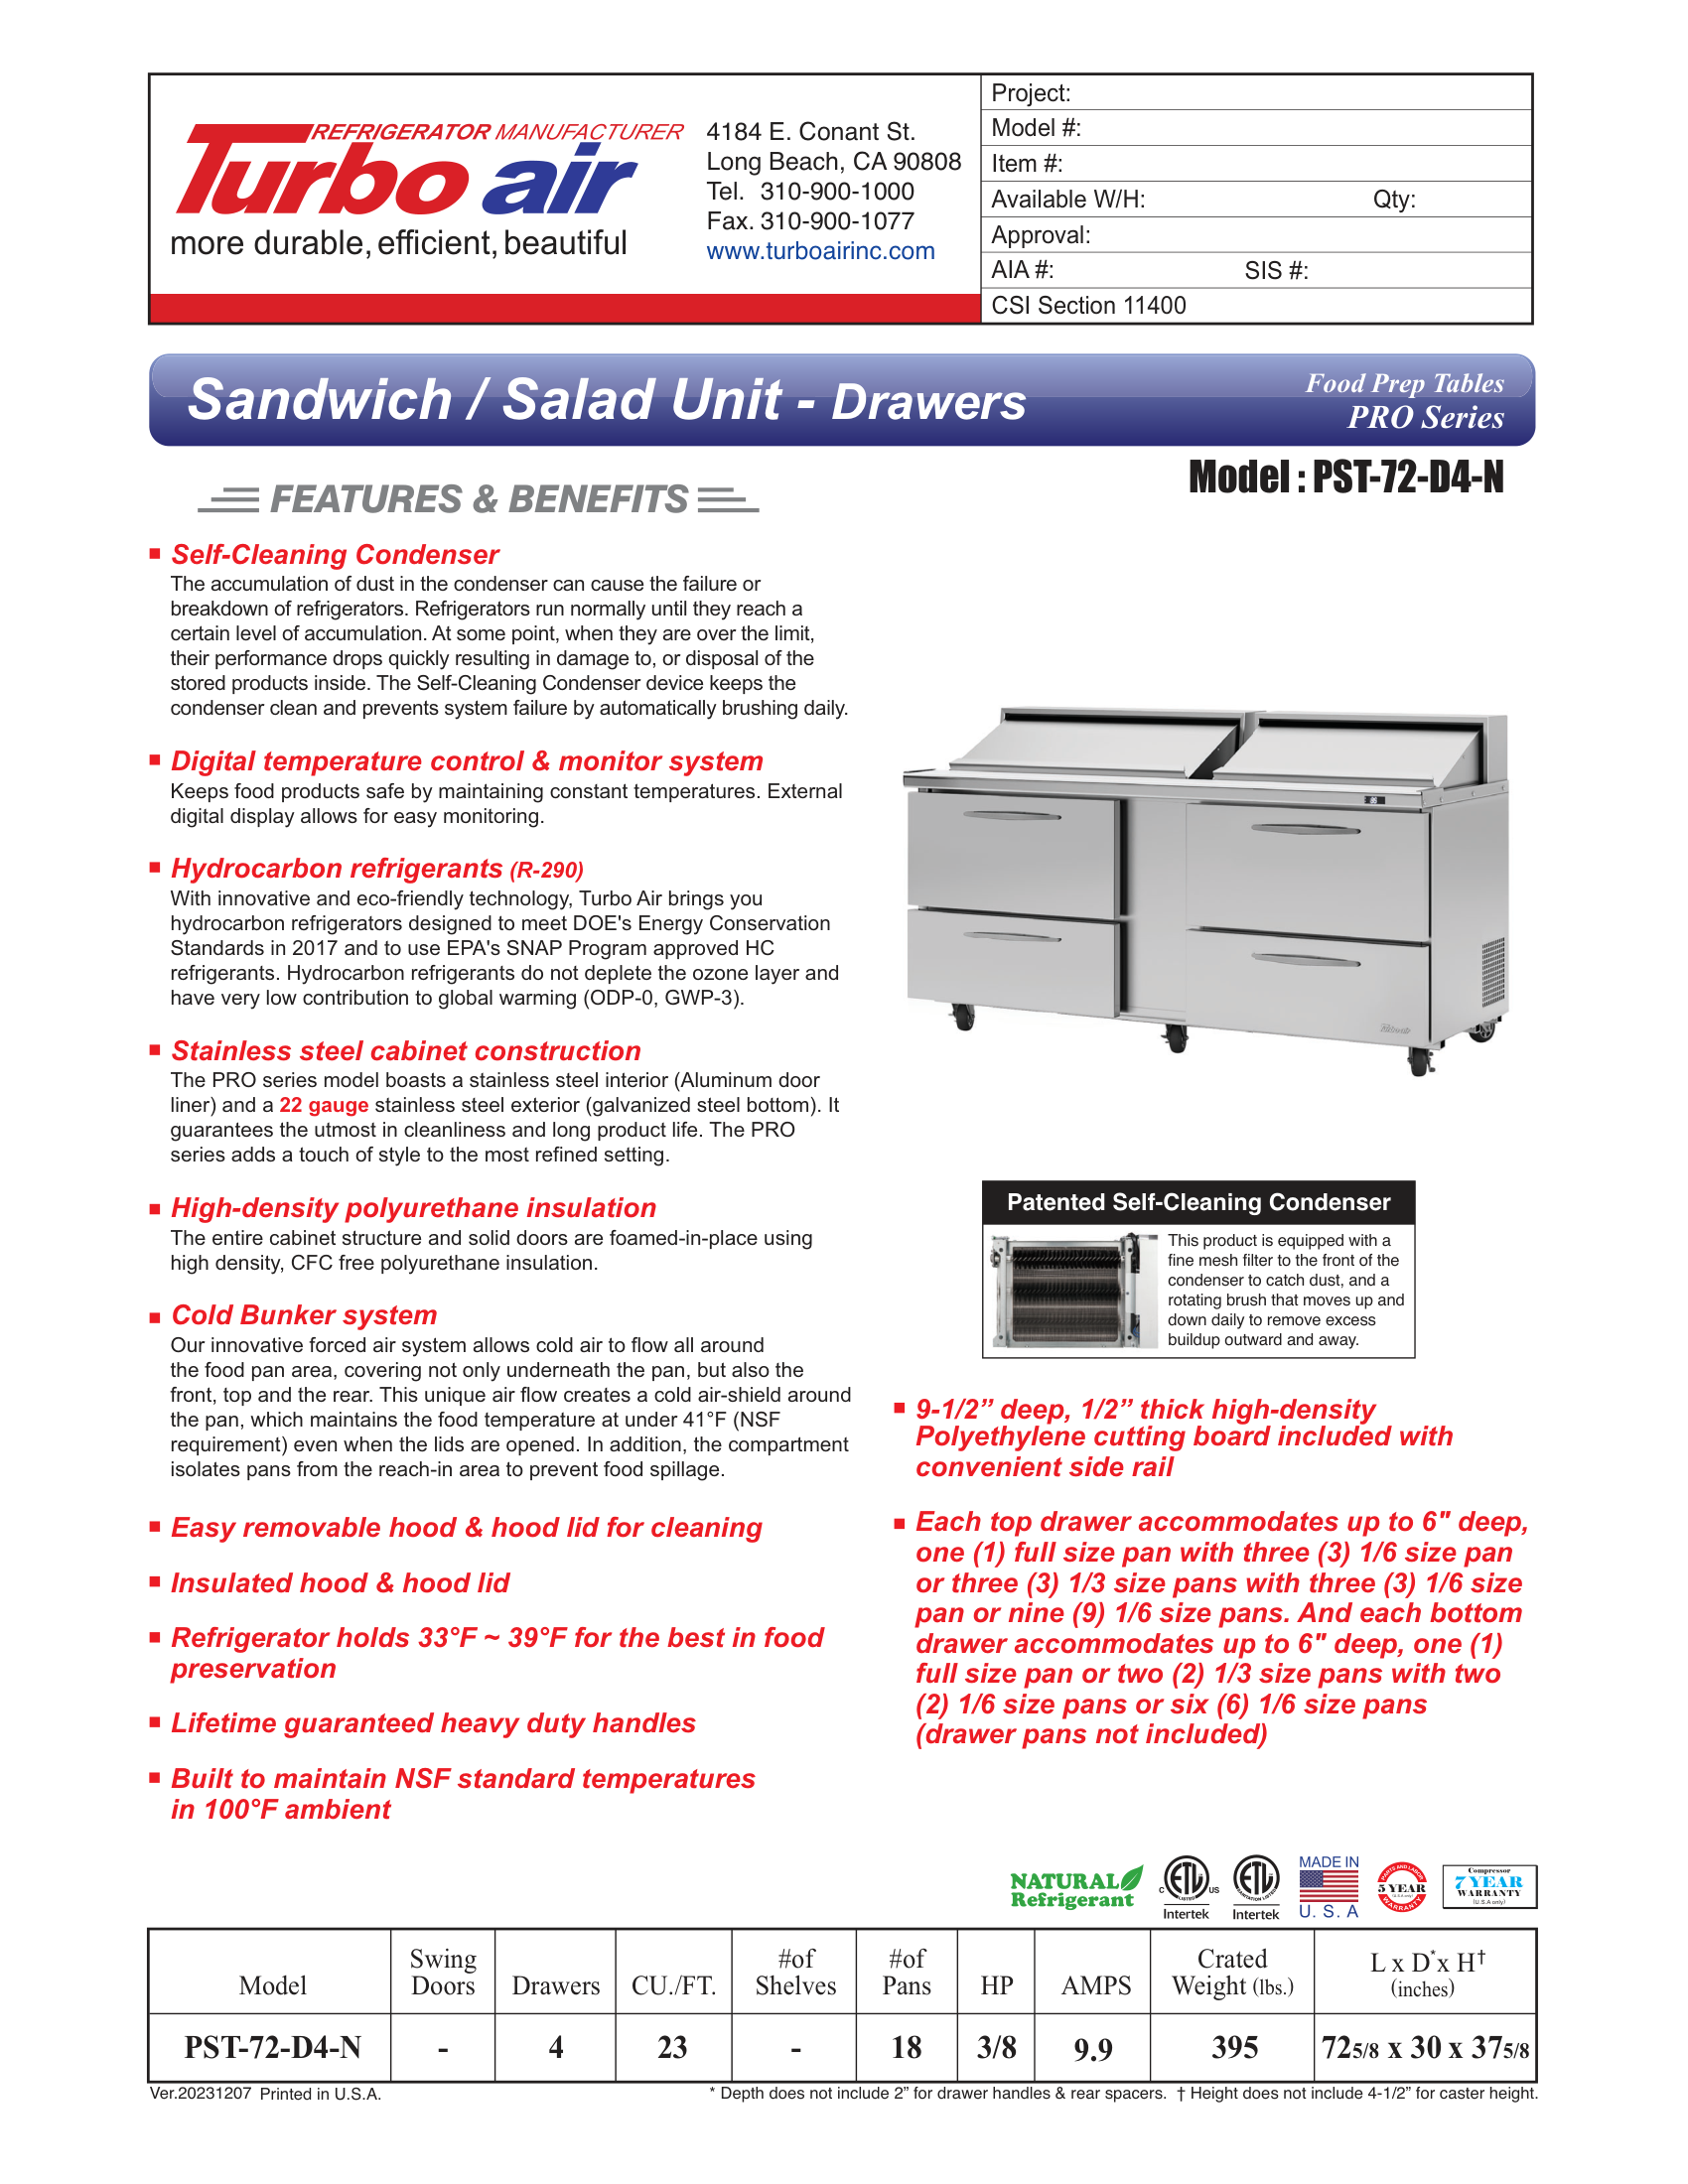 REFRIGERATOR MANUFACTURER
Turbo air
more durable, efficient, beautiful
4184 E. Conant St.
Long Beach, CA 90808
Tel. 310-900-1000
Fax. 310-900-1077
www.turboairinc.com
Project:
Model #:
Item #:
Available W/H: Qty:
Approval:
AIA #: SIS #:
CSI Section 11400
Sandwich / Salad Unit - Drawers
Food Prep Tables
PRO Series
Model : PST-72-D4-N
FEATURES & BENEFITS
Self-Cleaning Condenser
The accumulation of dust in the condenser can cause the failure or
breakdown of refrigerators. Refrigerators run normally until they reach a
certain level of accumulation. At some point, when they are over the limit,
their performance drops quickly resulting in damage to, or disposal of the
stored products inside. The Self-Cleaning Condenser device keeps the
condenser clean and prevents system failure by automatically brushing daily.
Digital temperature control & monitor system
Keeps food products safe by maintaining constant temperatures. External
digital display allows for easy monitoring.
Hydrocarbon refrigerants (R-290)
With innovative and eco-friendly technology, Turbo Air brings you
hydrocarbon refrigerators designed to meet DOE's Energy Conservation
Standards in 2017 and to use EPA's SNAP Program approved HC
refrigerants. Hydrocarbon refrigerants do not deplete the ozone layer and
have very low contribution to global warming (ODP-0, GWP-3).
Stainless steel cabinet construction
The PRO series model boasts a stainless steel interior (Aluminum door
liner) and a 22 gauge stainless steel exterior (galvanized steel bottom). It
guarantees the utmost in cleanliness and long product life. The PRO
series adds a touch of style to the most refined setting.
High-density polyurethane insulation
The entire cabinet structure and solid doors are foamed-in-place using
high density, CFC free polyurethane insulation.
Cold Bunker system
Our innovative forced air system allows cold air to flow all around
the food pan area, covering not only underneath the pan, but also the
front, top and the rear. This unique air flow creates a cold air-shield around
the pan, which maintains the food temperature at under 41°F (NSF
requirement) even when the lids are opened. In addition, the compartment
isolates pans from the reach-in area to prevent food spillage.
Easy removable hood & hood lid for cleaning
Insulated hood & hood lid
Refrigerator holds 33°F ~ 39°F for the best in food
preservation
Lifetime guaranteed heavy duty handles
Built to maintain NSF standard temperatures
in 100°F ambient
Turbo air
Patented Self-Cleaning Condenser
This product is equipped with a
fine mesh filter to the front of the
condenser to catch dust, and a
rotating brush that moves up and
down daily to remove excess
buildup outward and away.
9-1/2” deep, 1/2” thick high-density
Polyethylene cutting board included with
convenient side rail
Each top drawer accommodates up to 6" deep,
one (1) full size pan with three (3) 1/6 size pan
or three (3) 1/3 size pans with three (3) 1/6 size
pan or nine (9) 1/6 size pans. And each bottom
drawer accommodates up to 6" deep, one (1)
full size pan or two (2) 1/3 size pans with two
(2) 1/6 size pans or six (6) 1/6 size pans
(drawer pans not included)
NATURAL
Refrigerant
C ETL US
LISTED
Intertek
ETL
SANITATION LISTED
Intertek
MADE IN
U. S. A
PARTS AND LABOR
5 YEAR
(U.S.A only)
WARRANTY
Compressor
7 YEAR
WARRANTY
(U.S.A only)
Model Swing Doors Drawers CU./FT. #of Shelves #of Pans HP AMPS Crated Weight (lbs.) L x D* x H† (inches)
PST-72-D4-N - 4 23 - 18 3/8 9.9 395 72 5/8 x 30 x 37 5/8
Ver.20231207 Printed in U.S.A.
* Depth does not include 2” for drawer handles & rear spacers. † Height does not include 4-1/2” for caster height.